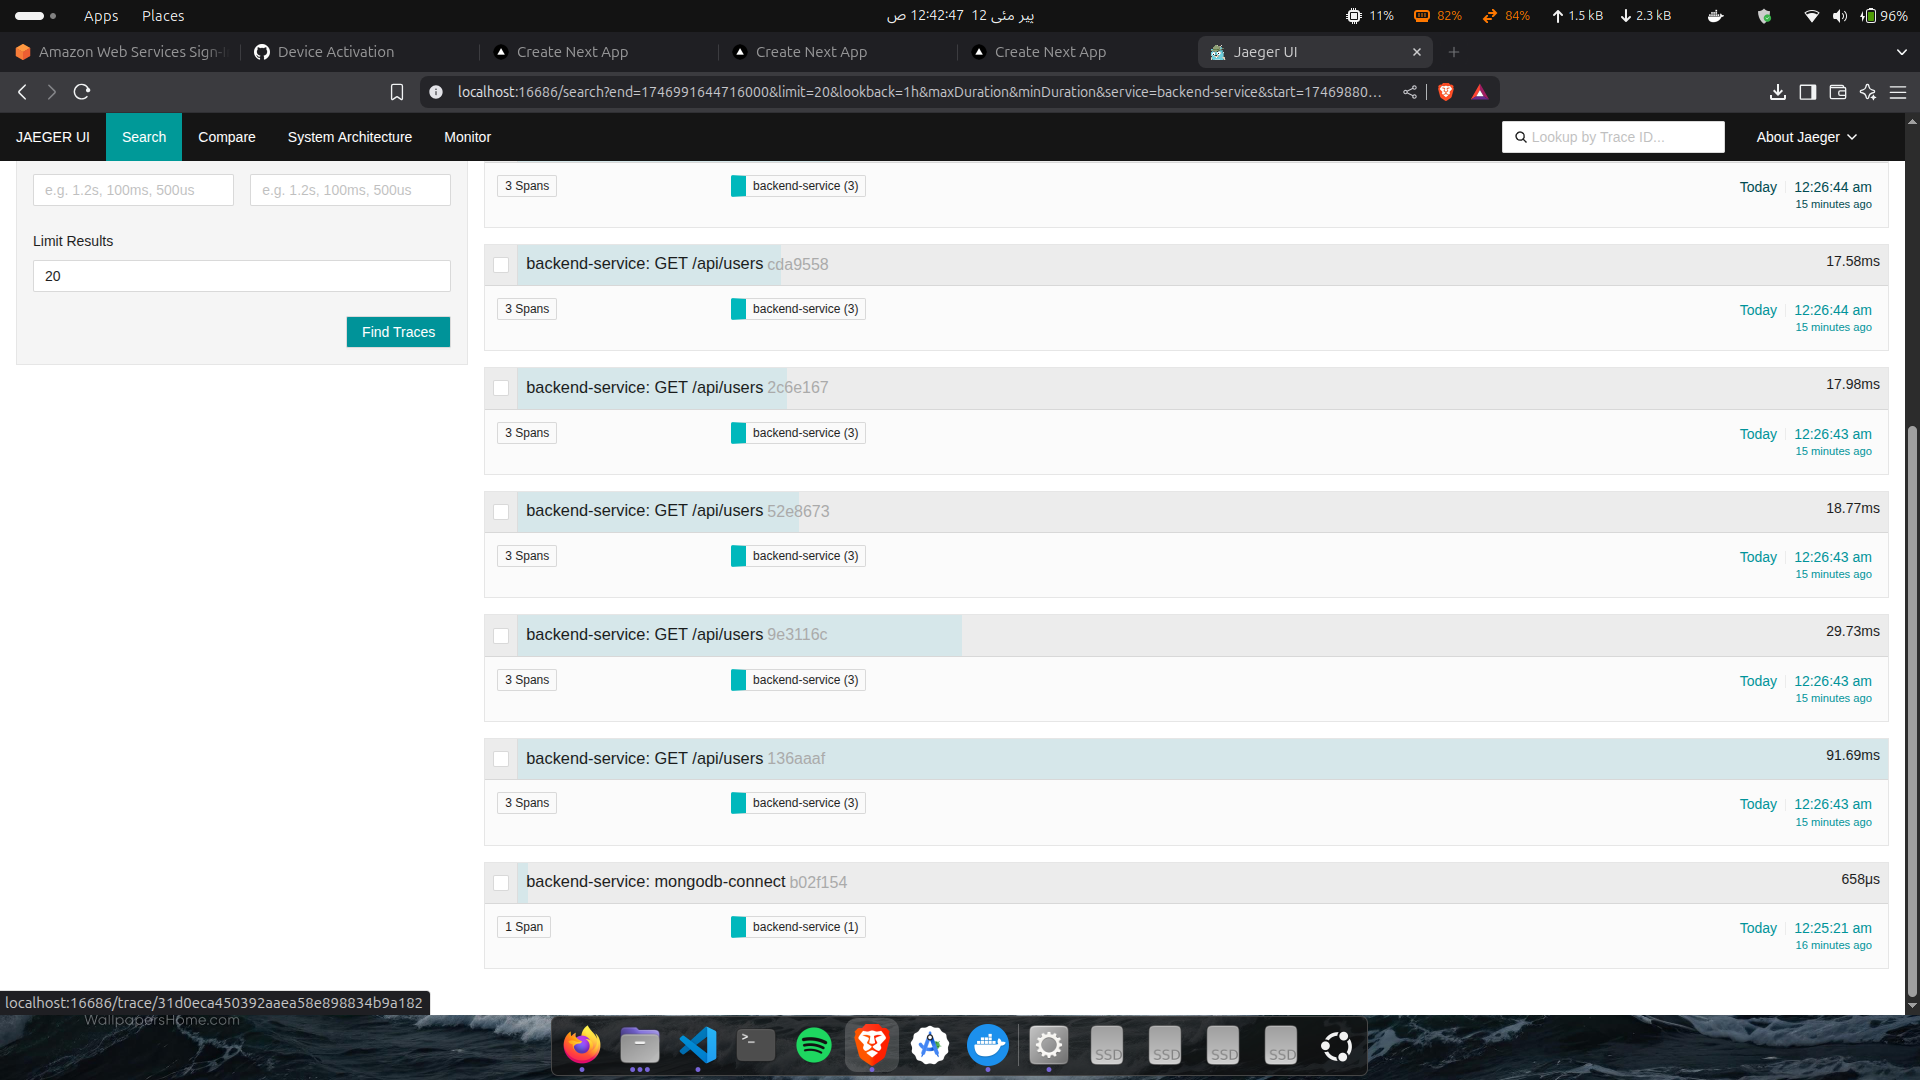 Apps Places
پیر مئی 12  12:42:47 ص
11% 82% 84% 1.5 kB 2.3 kB 96%
Amazon Web Services Sign-I
Device Activation
Create Next App
Create Next App
Create Next App
Jaeger UI
localhost:16686/search?end=1746991644716000&limit=20&lookback=1h&maxDuration&minDuration&service=backend-service&start=17469880...
JAEGER UI Search Compare System Architecture Monitor
Lookup by Trace ID...
About Jaeger
e.g. 1.2s, 100ms, 500us
e.g. 1.2s, 100ms, 500us
Limit Results
20
Find Traces
3 Spans backend-service (3) Today 12:26:44 am
15 minutes ago
backend-service: GET /api/users cda9558 17.58ms
3 Spans backend-service (3) Today 12:26:44 am
15 minutes ago
backend-service: GET /api/users 2c6e167 17.98ms
3 Spans backend-service (3) Today 12:26:43 am
15 minutes ago
backend-service: GET /api/users 52e8673 18.77ms
3 Spans backend-service (3) Today 12:26:43 am
15 minutes ago
backend-service: GET /api/users 9e3116c 29.73ms
3 Spans backend-service (3) Today 12:26:43 am
15 minutes ago
backend-service: GET /api/users 136aaaf 91.69ms
3 Spans backend-service (3) Today 12:26:43 am
15 minutes ago
backend-service: mongodb-connect b02f154 658μs
1 Span backend-service (1) Today 12:25:21 am
16 minutes ago
localhost:16686/trace/31d0eca450392aaea58e898834b9a182
WallpapersHome.com
SSD SSD SSD SSD